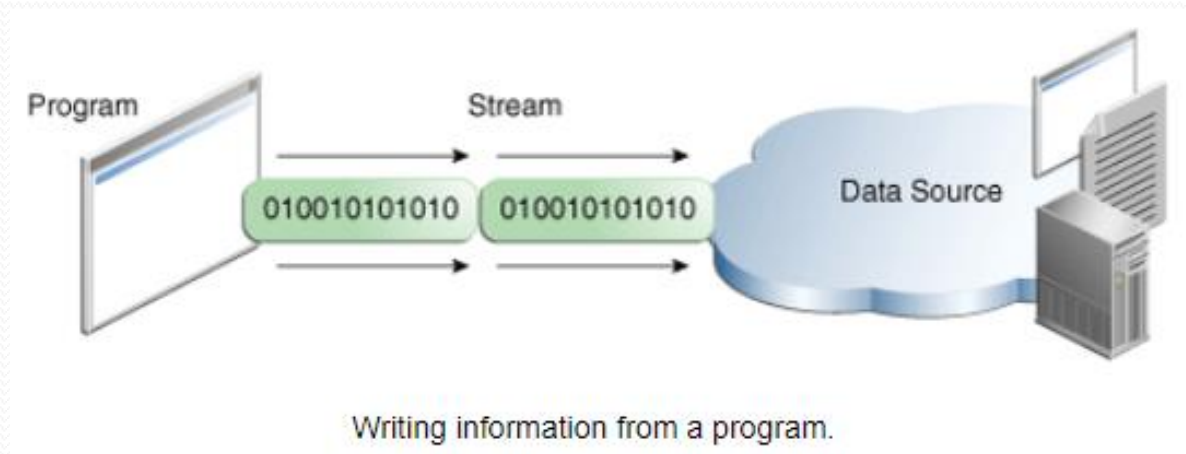 Program
Stream
010010101010 010010101010
Data Source
Writing information from a program.